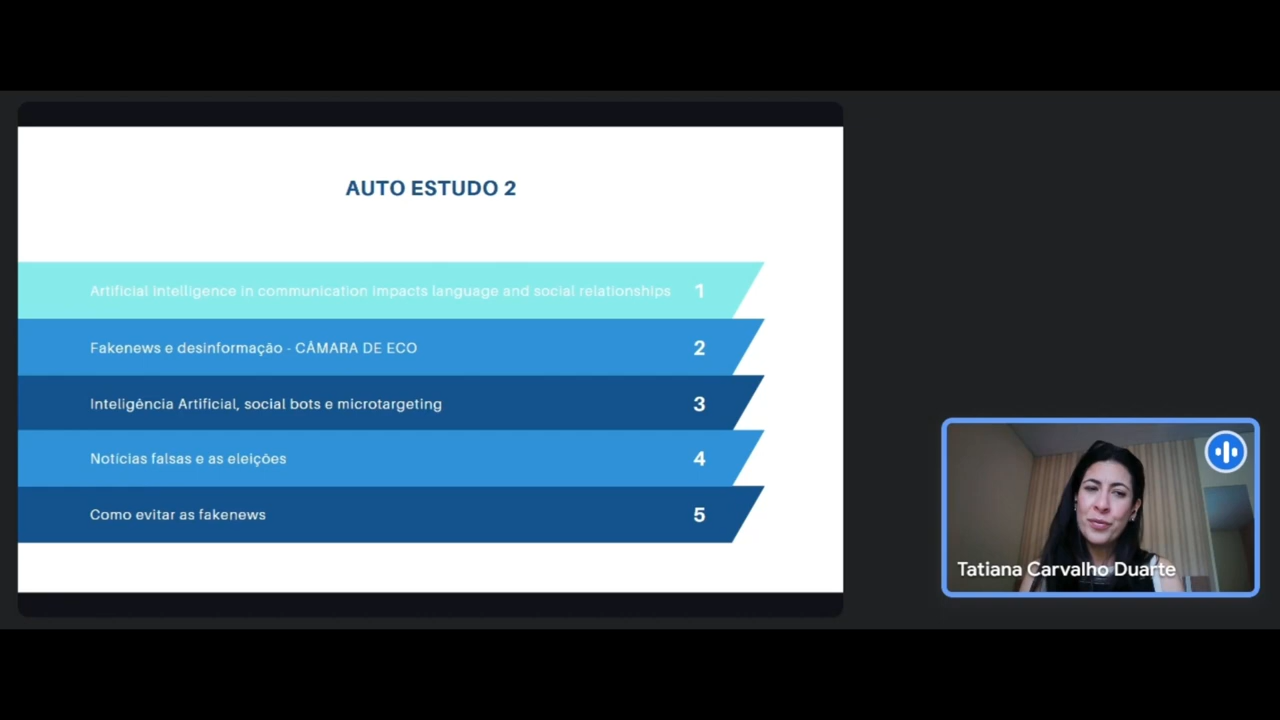 AUTO ESTUDO 2
Artificial intelligence in communication impacts language and social relationships 1
Fakenews e desinformação - CÂMARA DE ECO 2
Inteligência Artificial, social bots e microtargeting 3
Notícias falsas e as eleições 4
Como evitar as fakenews 5
Tatiana Carvalho Duarte